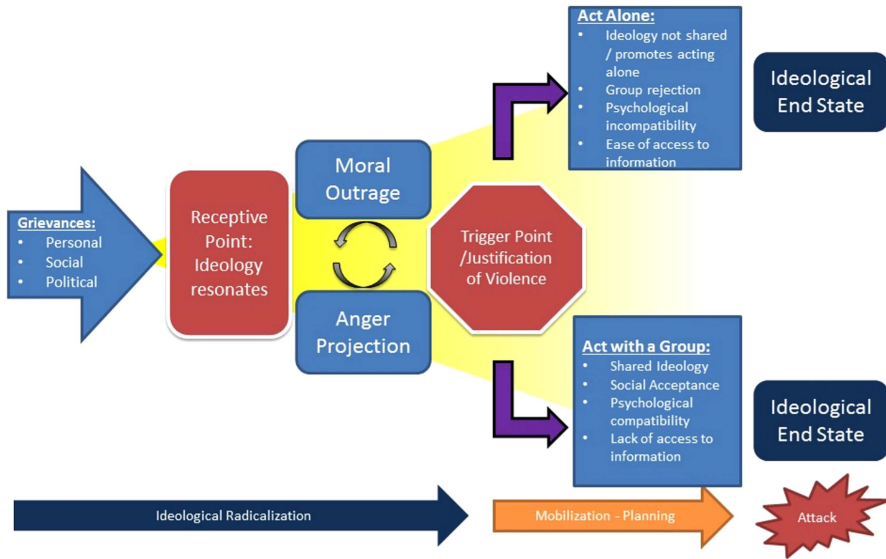 Grievances:
• Personal
• Social
• Political
Receptive
Point:
Ideology
resonates
Moral
Outrage
Anger
Projection
Trigger Point
/Justification
of Violence
Act Alone:
• Ideology not shared
/ promotes acting
alone
• Group rejection
• Psychological
incompatibility
• Ease of access to
information
Ideological
End State
Act with a Group:
• Shared Ideology
• Social Acceptance
• Psychological
compatibility
• Lack of access to
information
Ideological
End State
Ideological Radicalization
Mobilization - Planning
Attack